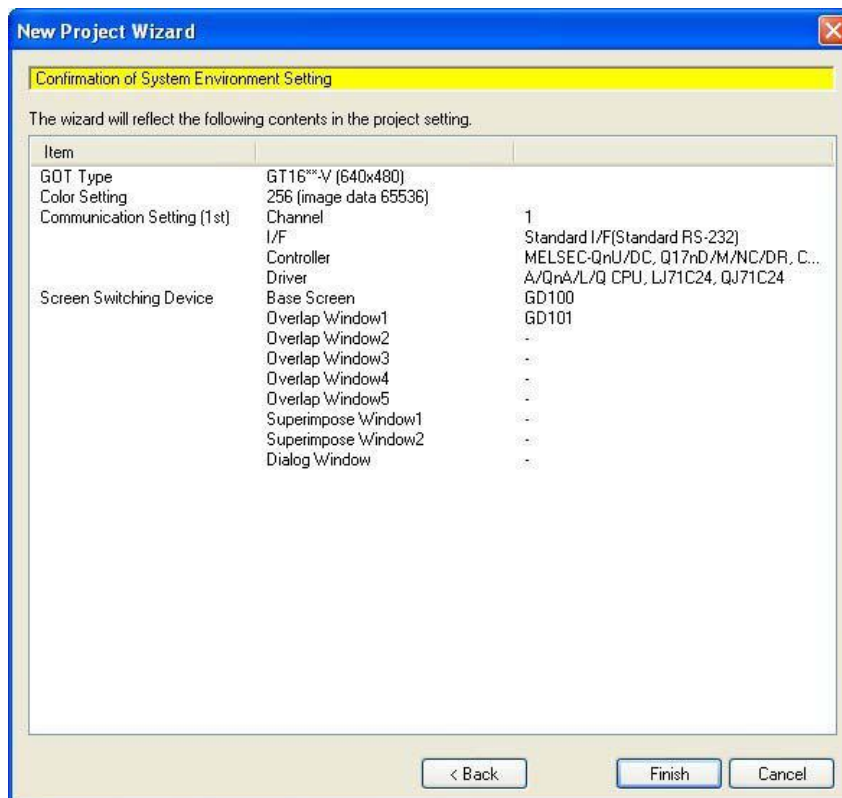 New Project Wizard
Confirmation of System Environment Setting
The wizard will reflect the following contents in the project setting.
Item
GOT Type GT16**-V (640x480)
Color Setting 256 (image data 65536)
Communication Setting (1st) Channel 1
I/F Standard I/F(Standard RS-232)
Controller MELSEC-QnU/DC, Q17nD/M/NC/DR, C...
Driver A/QnA/L/Q CPU, LJ71C24, QJ71C24
Screen Switching Device Base Screen GD100
Overlap Window1 GD101
Overlap Window2 -
Overlap Window3 -
Overlap Window4 -
Overlap Window5 -
Superimpose Window1 -
Superimpose Window2 -
Dialog Window -
< Back Finish Cancel